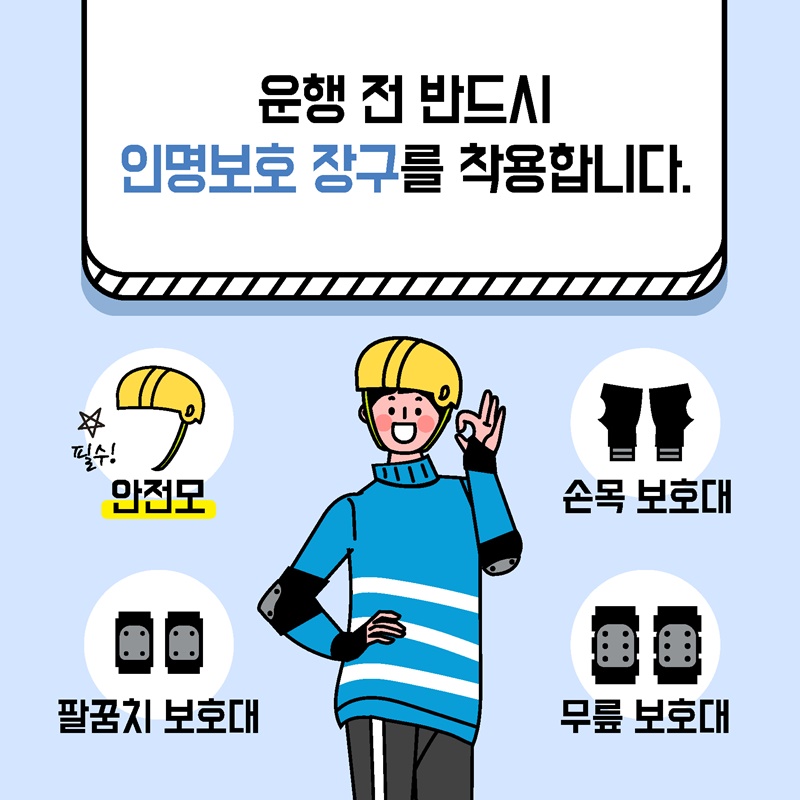 운행 전 반드시
인명보호 장구를 착용합니다.
필수!
안전모
손목 보호대
팔꿈치 보호대
무릎 보호대